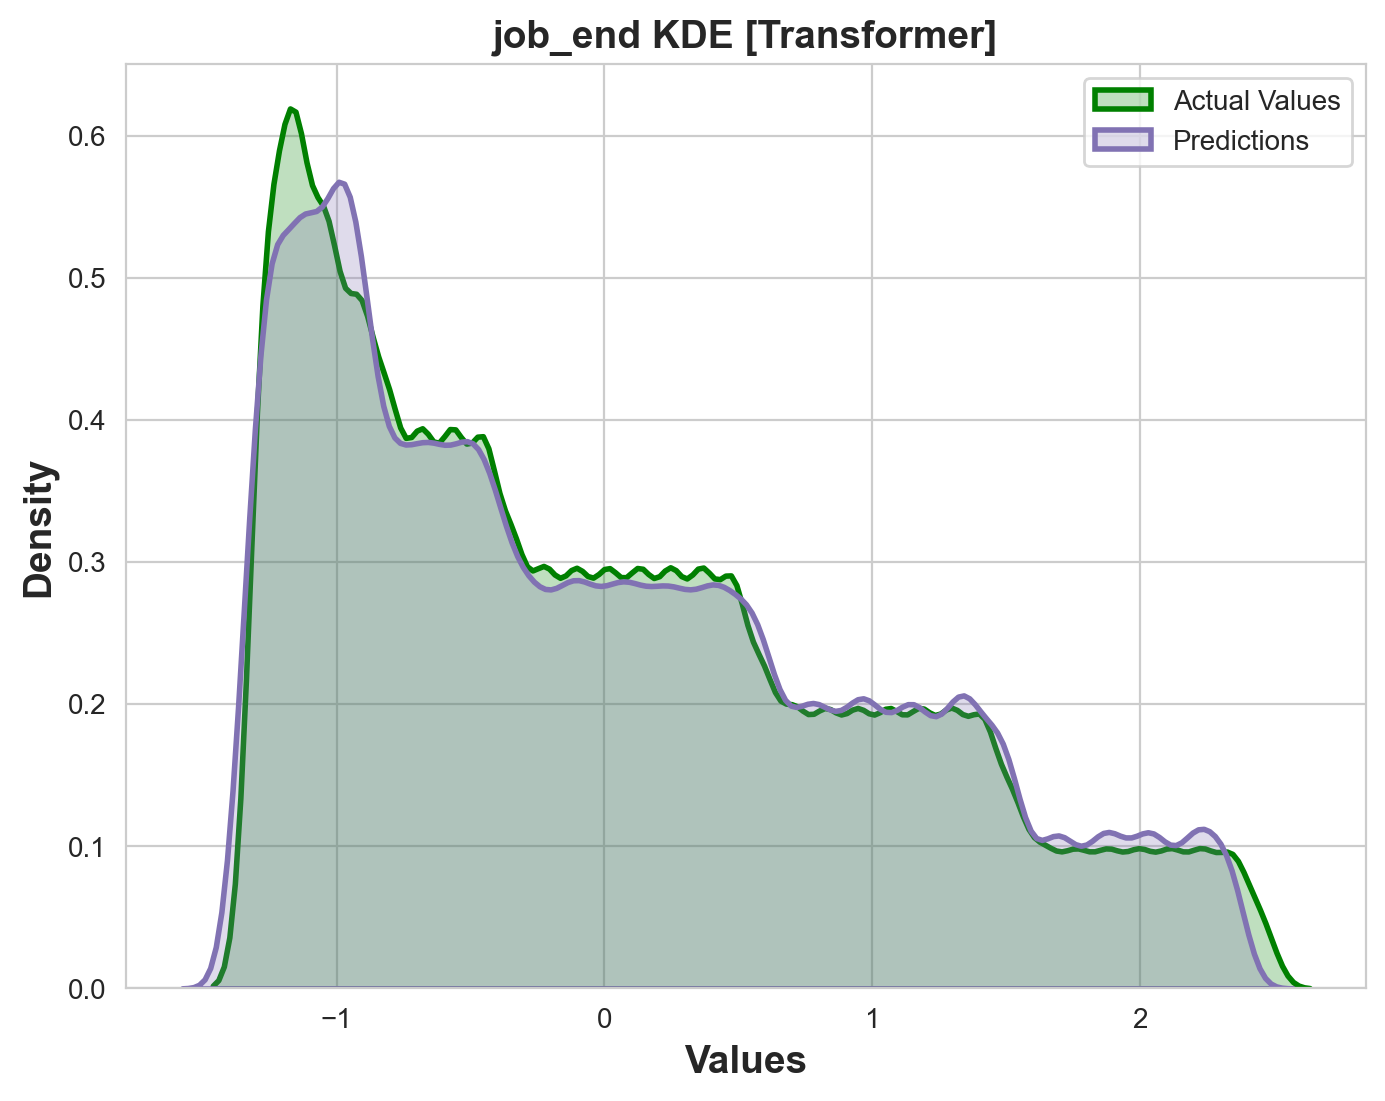 job_end KDE [Transformer]
Actual Values
Predictions
0.6
0.5
0.4
0.3
0.2
0.1
0.0
Density
−1
0
1
2
Values